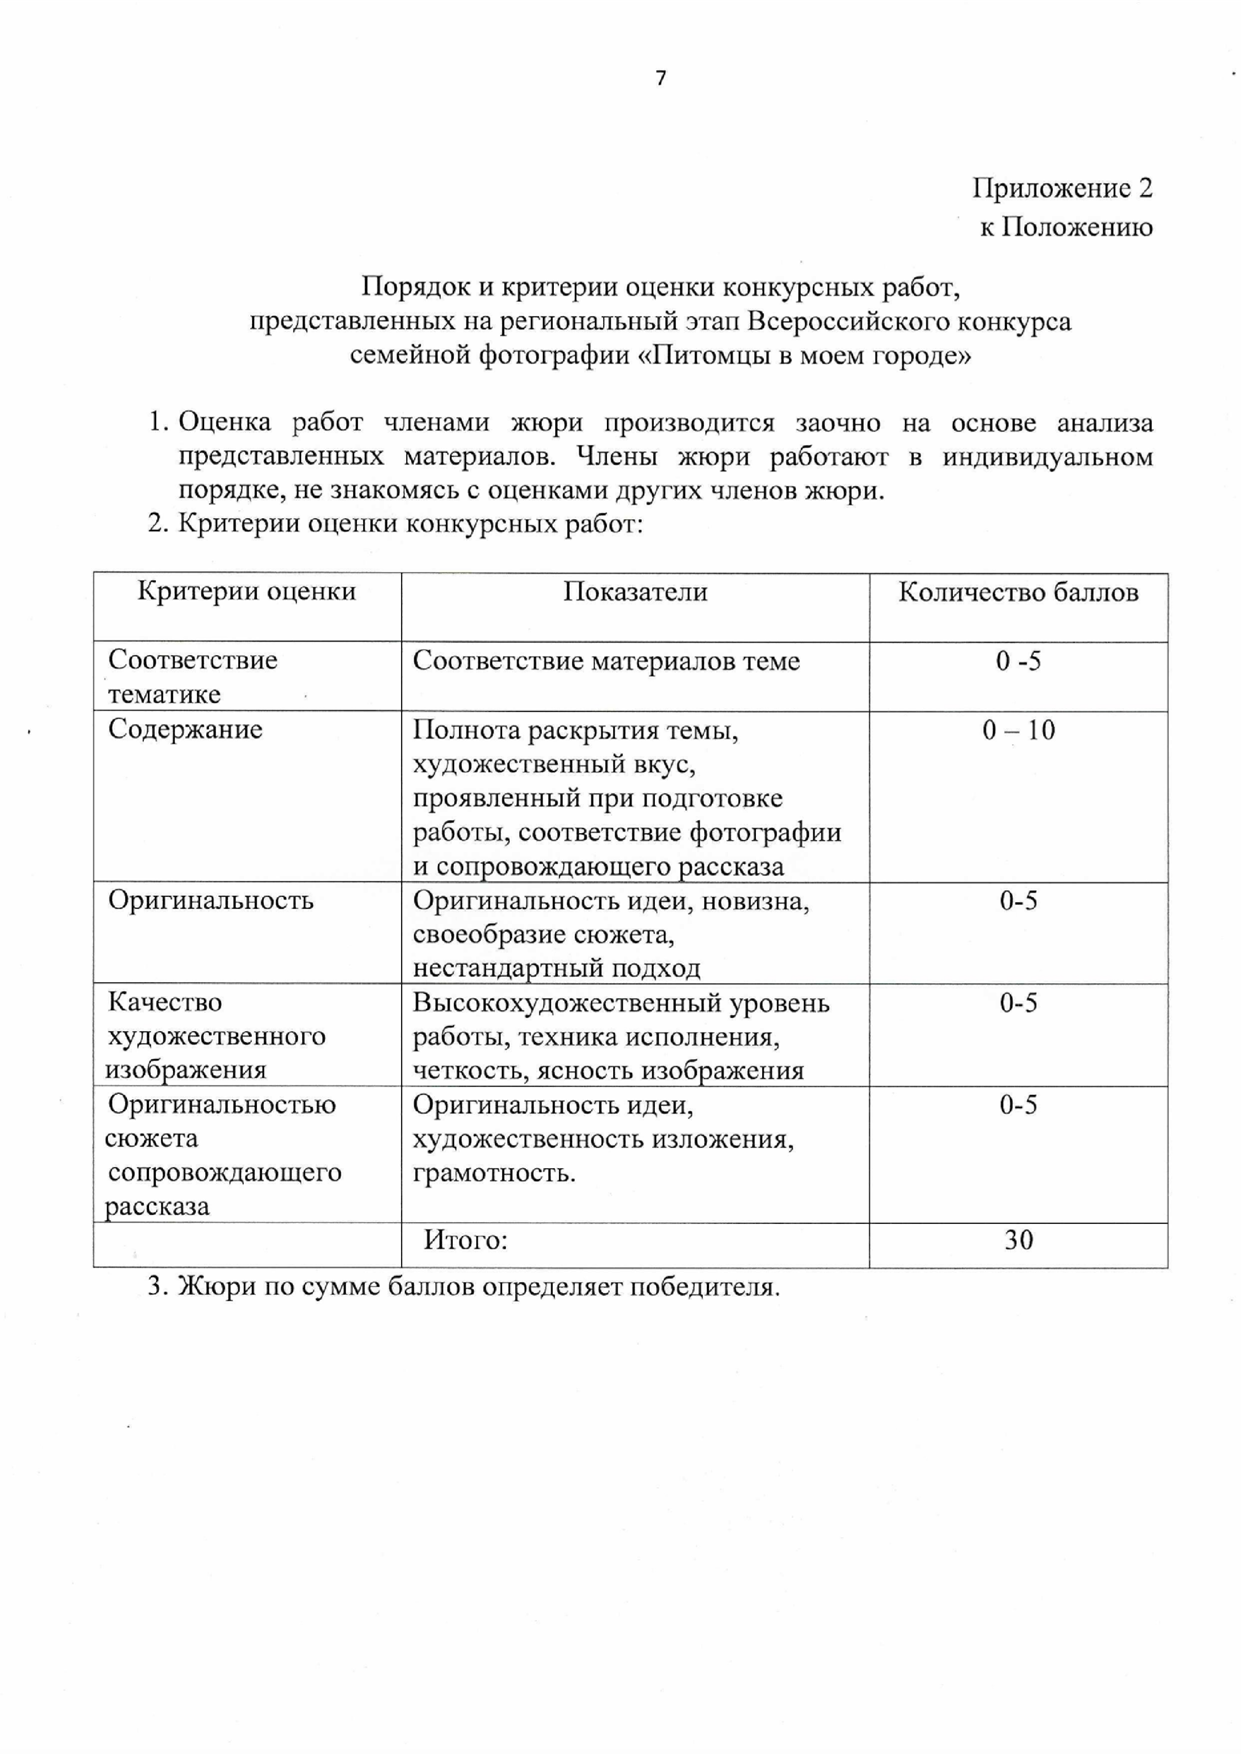 7
Приложение 2
к Положению
Порядок и критерии оценки конкурсных работ,
представленных на региональный этап Всероссийского конкурса
семейной фотографии «Питомцы в моем городе»
1. Оценка работ членами жюри производится заочно на основе анализа
представленных материалов. Члены жюри работают в индивидуальном
порядке, не знакомясь с оценками других членов жюри.
2. Критерии оценки конкурсных работ:
Критерии оценки
Показатели
Количество баллов
Соответствие
тематике
Соответствие материалов теме
0 -5
Содержание
Полнота раскрытия темы,
художественный вкус,
проявленный при подготовке
работы, соответствие фотографии
и сопровождающего рассказа
0 – 10
Оригинальность
Оригинальность идеи, новизна,
своеобразие сюжета,
нестандартный подход
0-5
Качество
художественного
изображения
Высокохудожественный уровень
работы, техника исполнения,
четкость, ясность изображения
0-5
Оригинальностью
сюжета
сопровождающего
рассказа
Оригинальность идеи,
художественность изложения,
грамотность.
0-5
Итого:
30
3. Жюри по сумме баллов определяет победителя.